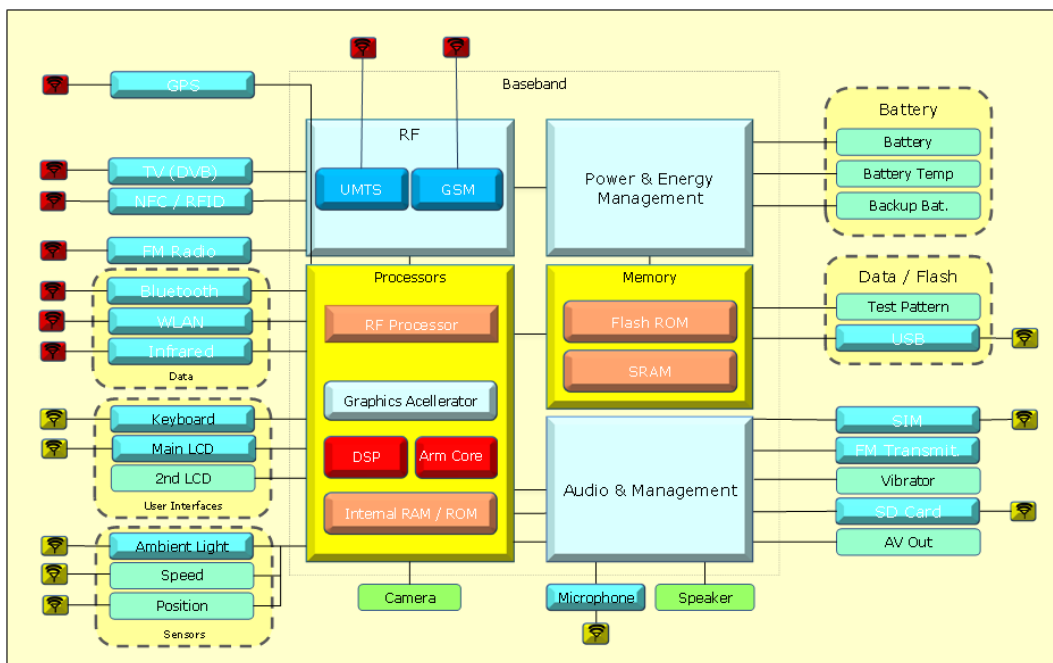 Baseband
GPS
TV (DVB)
NFC / RFID
FM Radio
Bluetooth
WLAN
Infrared
Data
Keyboard
Main LCD
2nd LCD
User Interfaces
Ambient Light
Speed
Position
Sensors
RF
UMTS
GSM
Processors
RF Processor
Graphics Acellerator
DSP
Arm Core
Internal RAM / ROM
Camera
Power & Energy
Management
Memory
Flash ROM
SRAM
Audio & Management
Microphone
Speaker
Battery
Battery
Battery Temp
Backup Bat.
Data / Flash
Test Pattern
USB
SIM
FM Transmit.
Vibrator
SD Card
AV Out